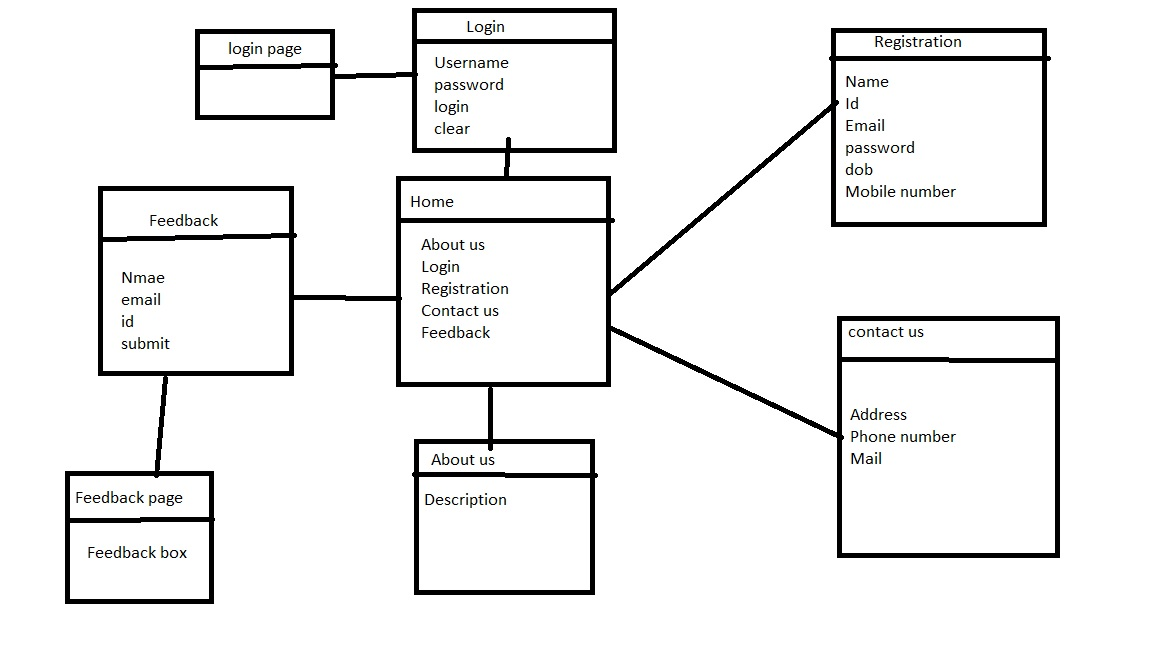 login page
Login
Username
password
login
clear
Registration
Name
Id
Email
password
dob
Mobile number
Feedback
Nmae
email
id
submit
Home
About us
Login
Registration
Contact us
Feedback
contact us
Address
Phone number
Mail
Feedback page
Feedback box
About us
Description